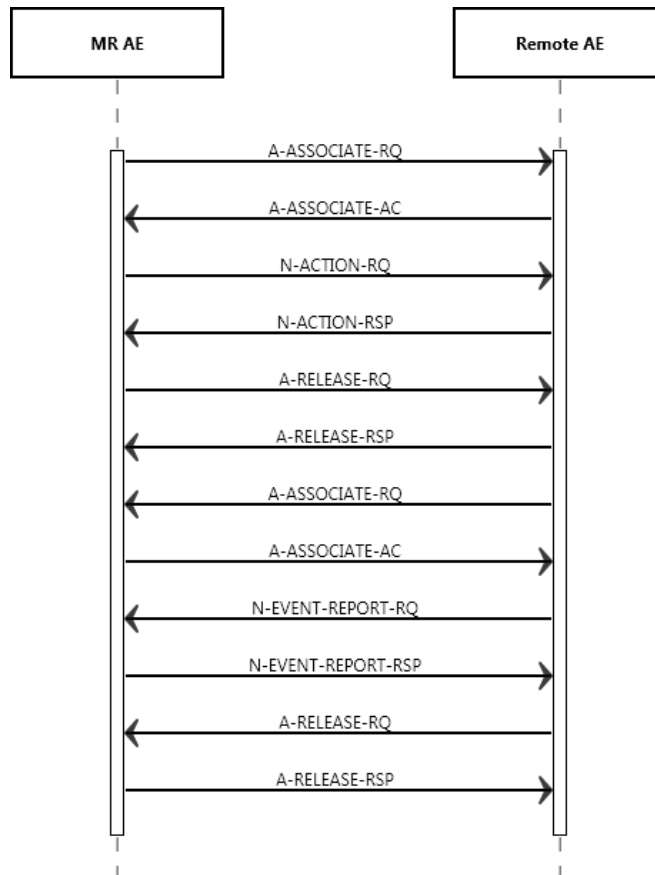 MR AE
Remote AE
A-ASSOCIATE-RQ
A-ASSOCIATE-AC
N-ACTION-RQ
N-ACTION-RSP
A-RELEASE-RQ
A-RELEASE-RSP
A-ASSOCIATE-RQ
A-ASSOCIATE-AC
N-EVENT-REPORT-RQ
N-EVENT-REPORT-RSP
A-RELEASE-RQ
A-RELEASE-RSP